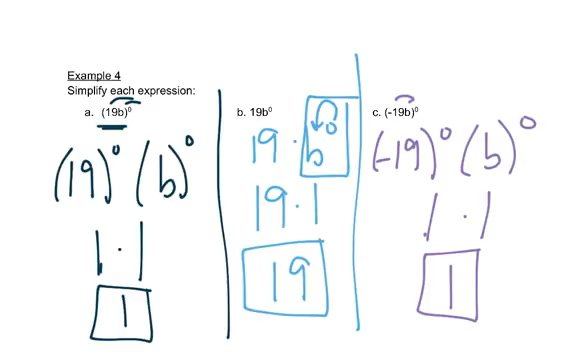 Example 4
Simplify each expression:
a. (19b)⁰
(19)⁰ (b)⁰
1 · 1
1
b. 19b⁰
19 · b⁰
19 · 1
19
c. (-19b)⁰
(-19)⁰ (b)⁰
1 · 1
1